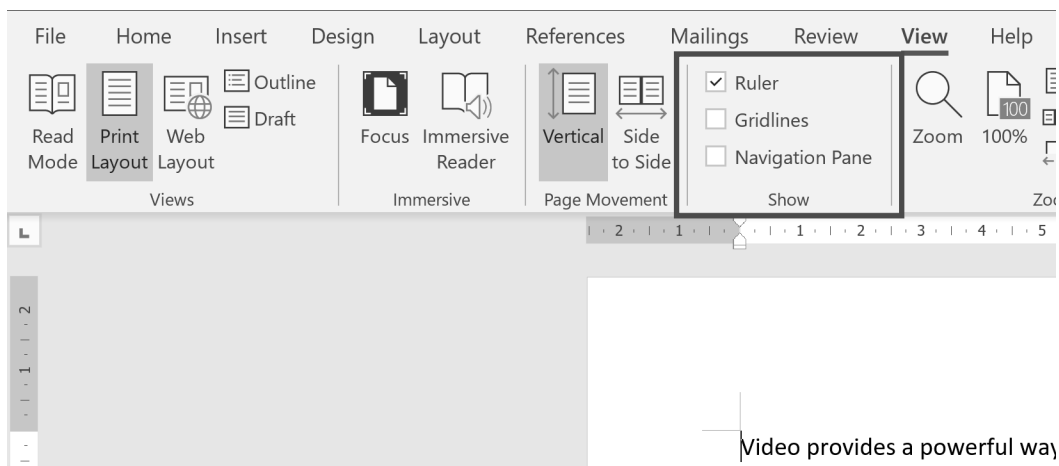 File Home Insert Design Layout References Mailings Review View Help
Read Mode
Print Layout
Web Layout
Outline
Draft
Views
Focus
Immersive Reader
Immersive
Vertical
Side to Side
Page Movement
Ruler
Gridlines
Navigation Pane
Show
Zoom
100
100%
L
2 1 1 2 3 4 5
2
1
Video provides a powerful